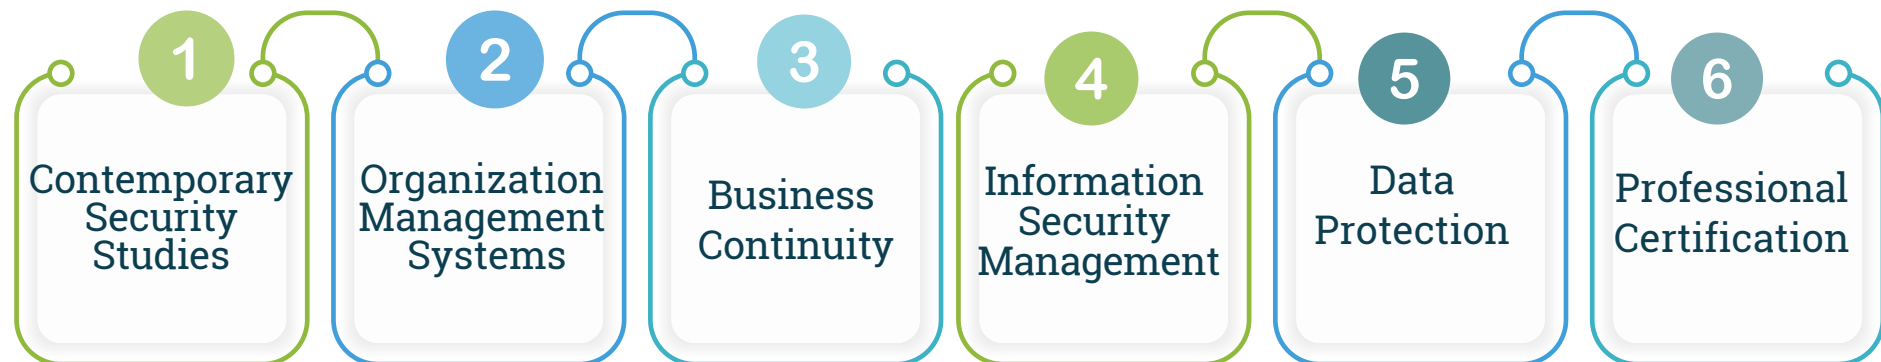 1
Contemporary
Security
Studies
2
Organization
Management
Systems
3
Business
Continuity
4
Information
Security
Management
5
Data
Protection
6
Professional
Certification